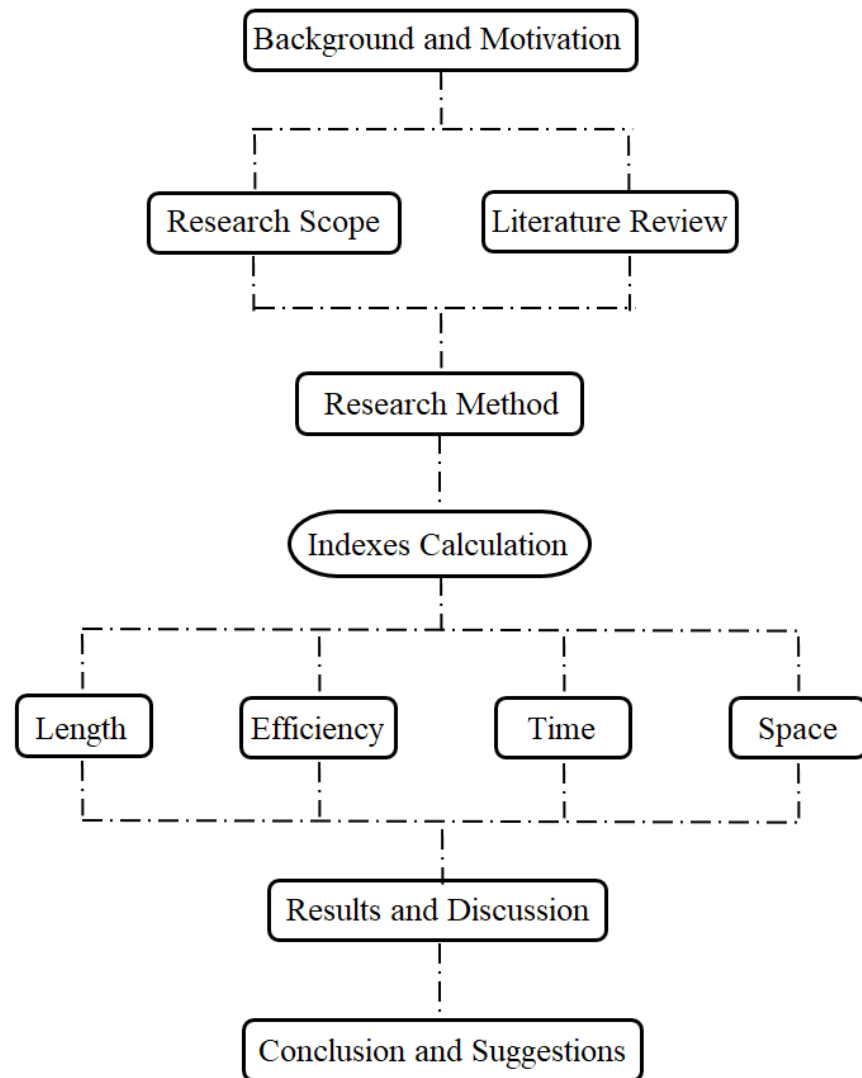 Background and Motivation
Research Scope
Literature Review
Research Method
Indexes Calculation
Length
Efficiency
Time
Space
Results and Discussion
Conclusion and Suggestions